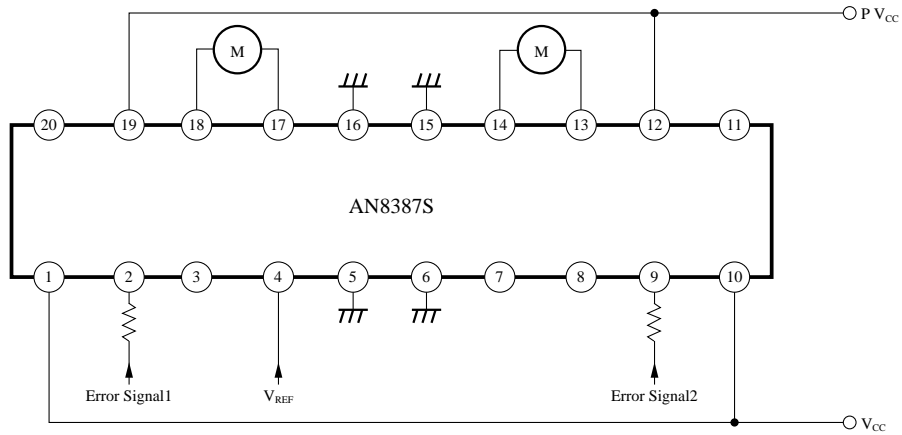 P VCC
M M
20 19 18 17 16 15 14 13 12 11
AN8387S
1 2 3 4 5 6 7 8 9 10
Error Signal1 VREF Error Signal2
VCC